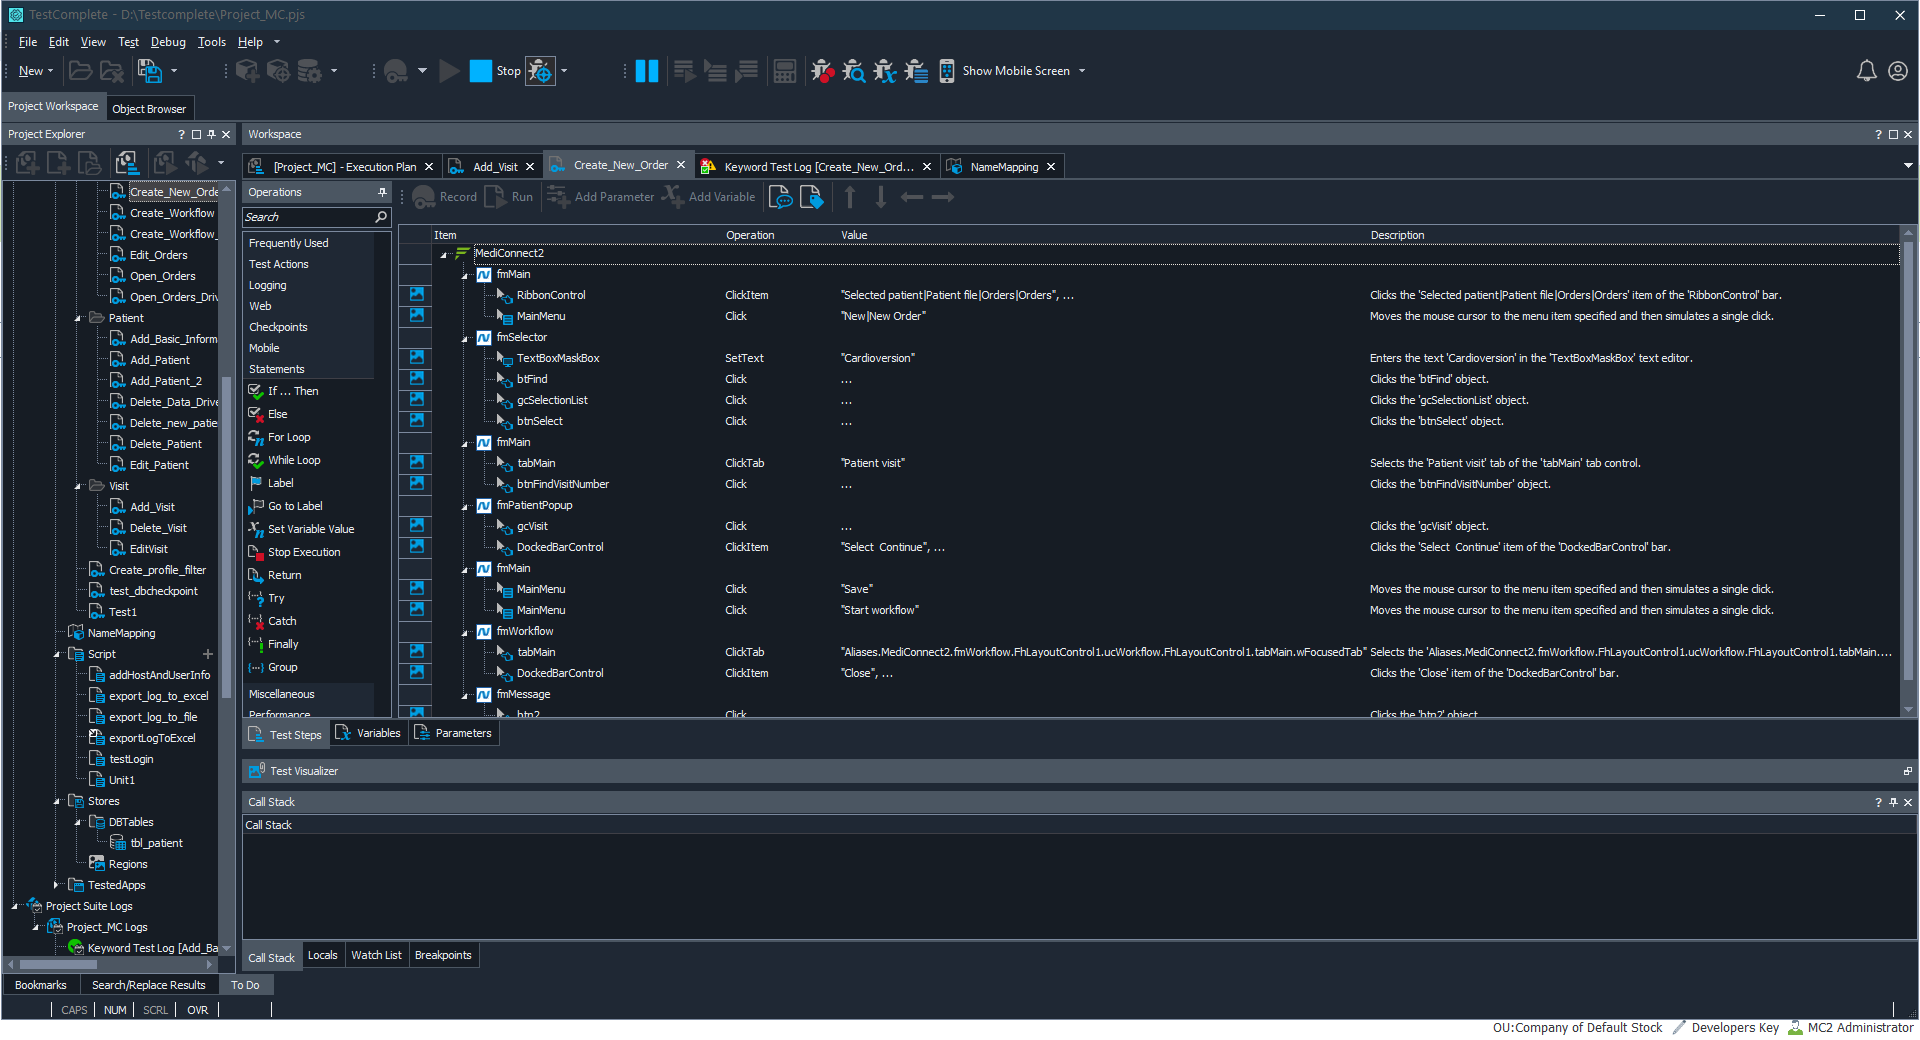 TestComplete - D:\Testcomplete\Project_MC.pjs
File Edit View Test Debug Tools Help
New Stop Show Mobile Screen
Project Workspace Object Browser
Project Explorer
Create_New_Orde
Create_Workflow
Create_Workflow_
Edit_Orders
Open_Orders
Open_Orders_Driv
Patient
Add_Basic_Inform
Add_Patient
Add_Patient_2
Delete_Data_Drive
Delete_new_patie
Delete_Patient
Edit_Patient
Visit
Add_Visit
Delete_Visit
EditVisit
Create_profile_filter
test_dbcheckpoint
Test1
NameMapping
Script
addHostAndUserInfo
export_log_to_excel
export_log_to_file
exportLogToExcel
testLogin
Unit1
Stores
DBTables
tbl_patient
Regions
TestedApps
Project Suite Logs
Project_MC Logs
Keyword Test Log [Add_Ba
Workspace
[Project_MC] - Execution Plan Add_Visit Create_New_Order Keyword Test Log [Create_New_Ord... NameMapping
Operations
Search
Frequently Used
Test Actions
Logging
Web
Checkpoints
Mobile
Statements
If ... Then
Else
For Loop
While Loop
Label
Go to Label
Set Variable Value
Stop Execution
Return
Try
Catch
Finally
Group
Miscellaneous
Performance
Record Run Add Parameter Add Variable
Item Operation Value Description
MediConnect2
fmMain
RibbonControl ClickItem "Selected patient|Patient file|Orders|Orders", ... Clicks the 'Selected patient|Patient file|Orders|Orders' item of the 'RibbonControl' bar.
MainMenu Click "New|New Order" Moves the mouse cursor to the menu item specified and then simulates a single click.
fmSelector
TextBoxMaskBox SetText "Cardioversion" Enters the text 'Cardioversion' in the 'TextBoxMaskBox' text editor.
btFind Click ... Clicks the 'btFind' object.
gcSelectionList Click ... Clicks the 'gcSelectionList' object.
btnSelect Click ... Clicks the 'btnSelect' object.
fmMain
tabMain ClickTab "Patient visit" Selects the 'Patient visit' tab of the 'tabMain' tab control.
btnFindVisitNumber Click ... Clicks the 'btnFindVisitNumber' object.
fmPatientPopup
gcVisit Click ... Clicks the 'gcVisit' object.
DockedBarControl ClickItem "Select  Continue", ... Clicks the 'Select  Continue' item of the 'DockedBarControl' bar.
fmMain
MainMenu Click "Save" Moves the mouse cursor to the menu item specified and then simulates a single click.
MainMenu Click "Start workflow" Moves the mouse cursor to the menu item specified and then simulates a single click.
fmWorkflow
tabMain ClickTab "Aliases.MediConnect2.fmWorkflow.FhLayoutControl1.ucWorkflow.FhLayoutControl1.tabMain.wFocusedTab" Selects the 'Aliases.MediConnect2.fmWorkflow.FhLayoutControl1.ucWorkflow.FhLayoutControl1.tabMain....
DockedBarControl ClickItem "Close", ... Clicks the 'Close' item of the 'DockedBarControl' bar.
fmMessage
btn2 Click Clicks the 'btn2' object
Test Steps Variables Parameters
Test Visualizer
Call Stack
Call Stack
Call Stack Locals Watch List Breakpoints
Bookmarks Search/Replace Results To Do
CAPS NUM SCRL OVR
OU:Company of Default Stock Developers Key MC2 Administrator